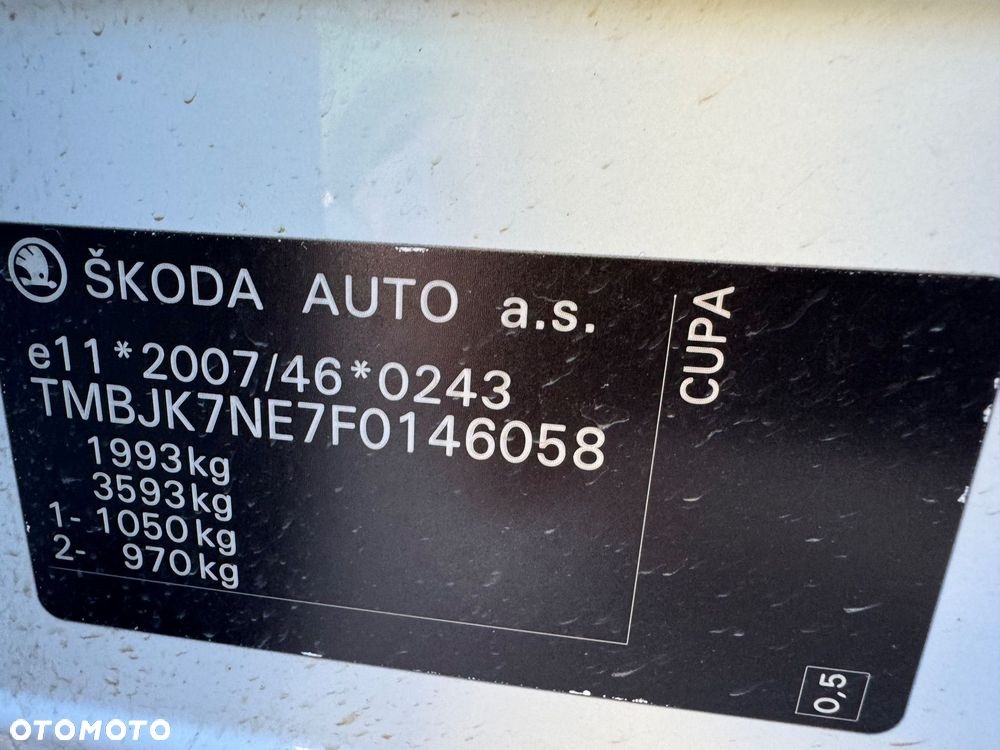 ŠKODA AUTO a.s.
e11*2007/46*0243
TMBJK7NE7F0146058
1993kg
3593kg
1- 1050kg
2- 970kg
CUPA
0,5
OTOMOTO